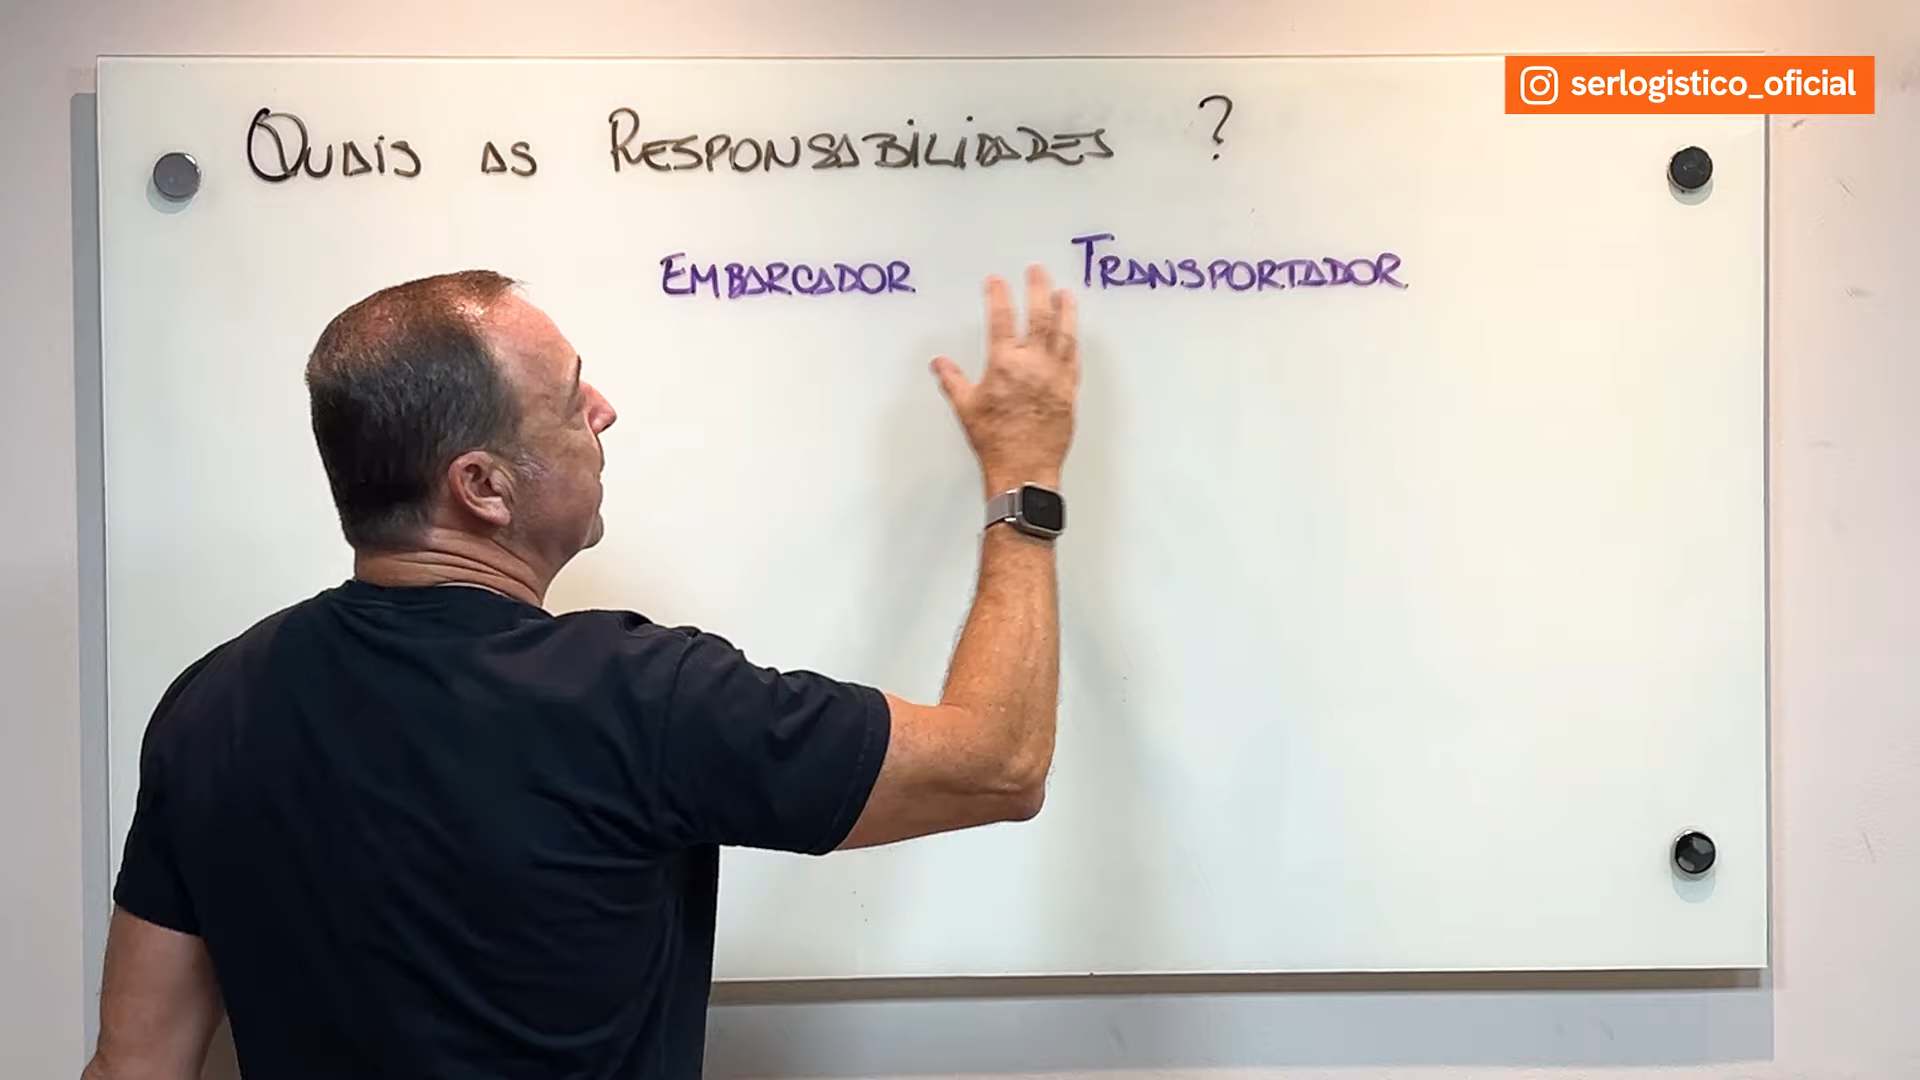 serlogistico_oficial
QUAIS AS RESPONSABILIDADES ?
EMBARCADOR TRANSPORTADOR